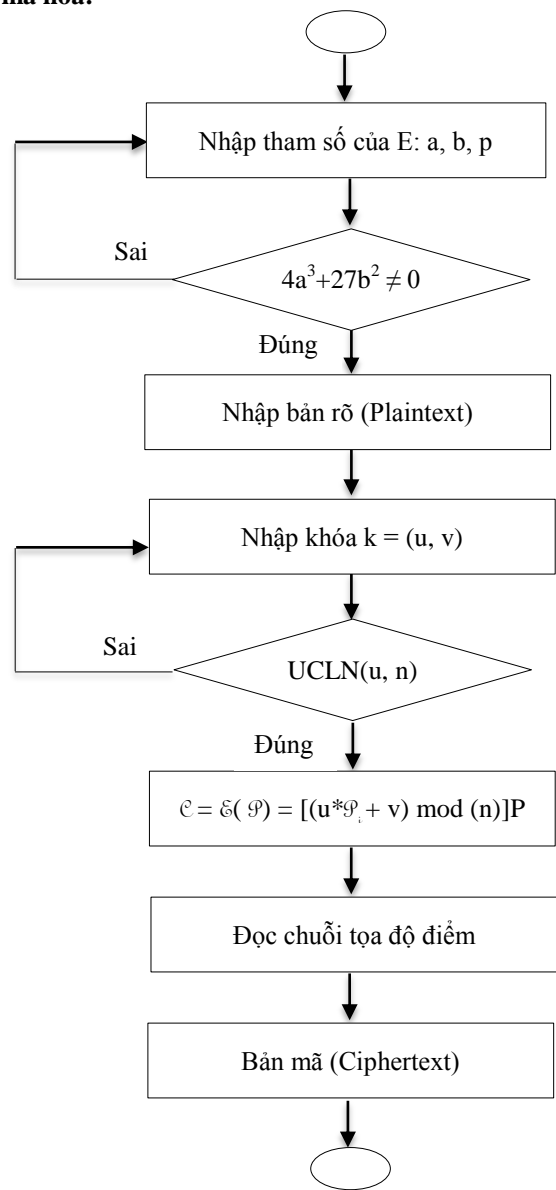 mã hóa:
Nhập tham số của E: a, b, p
Sai
4a³+27b² ≠ 0
Đúng
Nhập bản rõ (Plaintext)
Nhập khóa k = (u, v)
Sai
UCLN(u, n)
Đúng
𝒞 = ℰ( 𝒫) = [(u*𝒫ᵢ + v) mod (n)]P
Đọc chuỗi tọa độ điểm
Bản mã (Ciphertext)